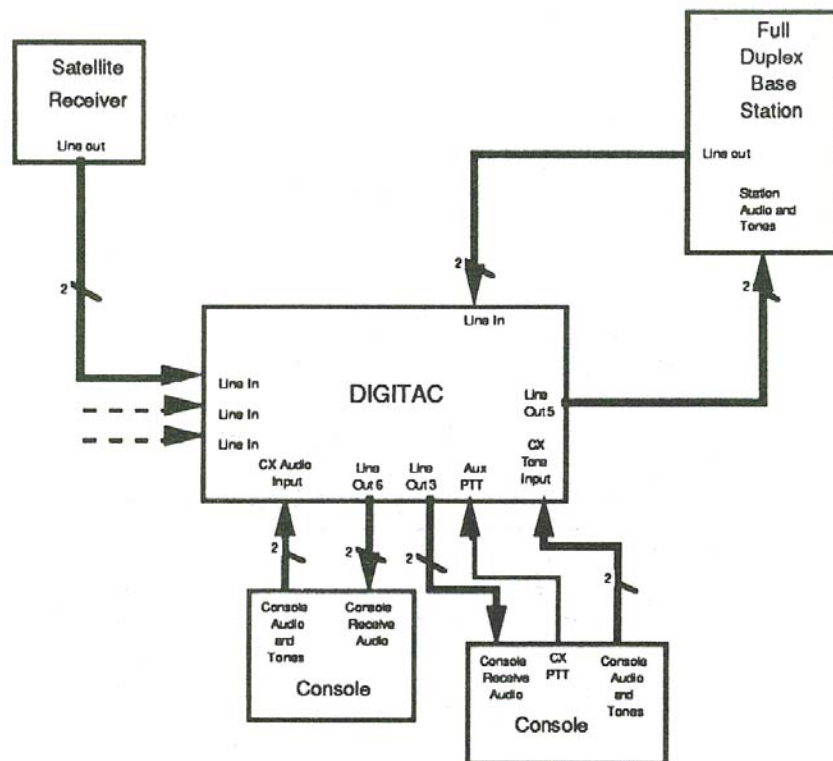 Satellite
Receiver
Line out
2
Full
Duplex
Base
Station
Line out
Station
Audio and
Tones
2
2
Line In
DIGITAC
Line In
Line In
Line In
Line
Out 5
CX Audio
Input
Line
Out 6
Line
Out 3
Aux
PTT
CX
Tone
Input
2
2
2
2
Console
Audio
and
Tones
Console
Receive
Audio
Console
Console
Receive
Audio
CX
PTT
Console
Audio
and
Tones
Console